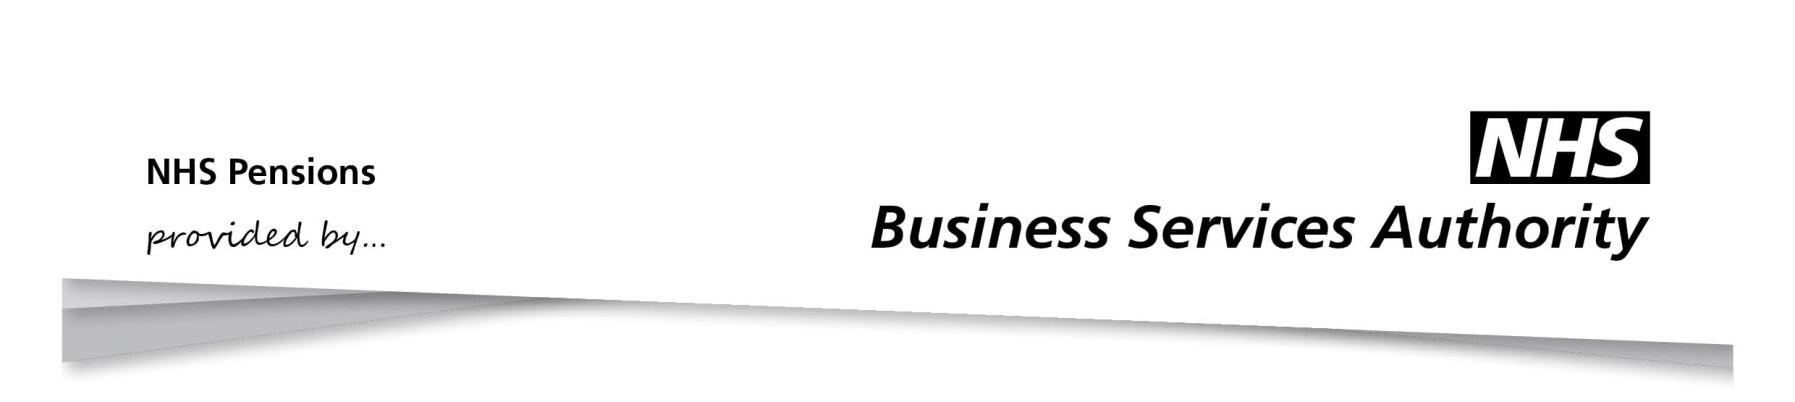 NHS
NHS Pensions
Business Services Authority
provided by...